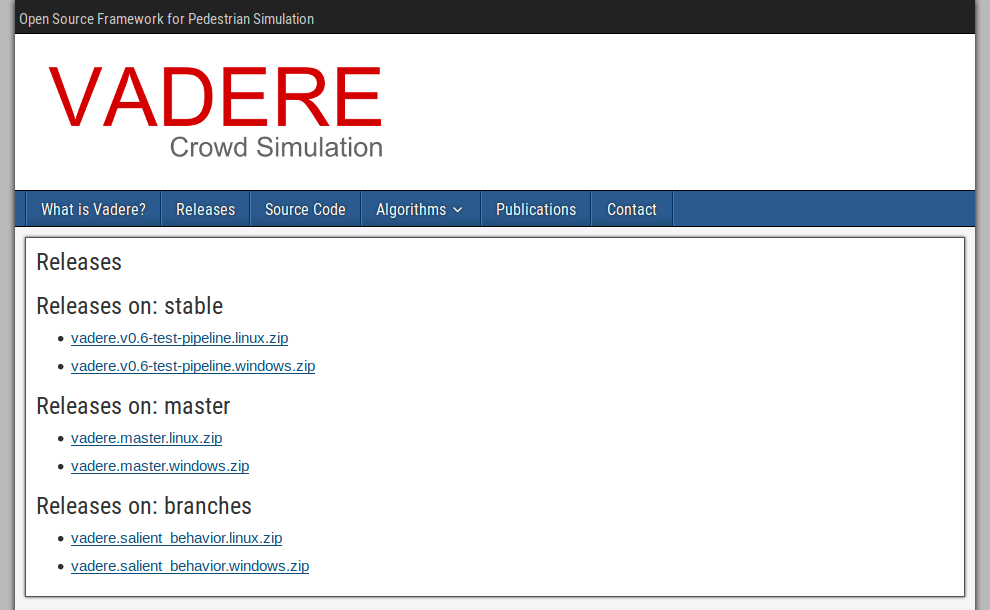 Open Source Framework for Pedestrian Simulation
VADERE
Crowd Simulation
What is Vadere? Releases Source Code Algorithms Publications Contact
Releases
Releases on: stable
vadere.v0.6-test-pipeline.linux.zip
vadere.v0.6-test-pipeline.windows.zip
Releases on: master
vadere.master.linux.zip
vadere.master.windows.zip
Releases on: branches
vadere.salient_behavior.linux.zip
vadere.salient_behavior.windows.zip